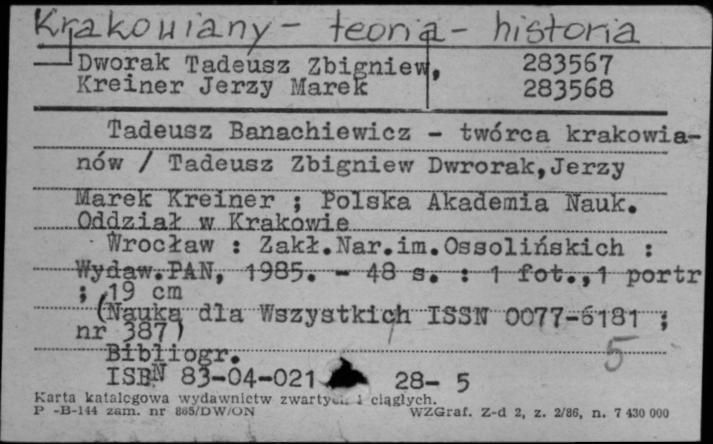 Krakowiany - teoria - historia
Dworak Tadeusz Zbigniew, 283567
Kreiner Jerzy Marek 283568
Tadeusz Banachiewicz - twórca krakowia-
nów / Tadeusz Zbigniew Dwrorak,Jerzy
Marek Kreiner ; Polska Akademia Nauk.
Oddział w Krakowie
Wrocław : Zakł.Nar.im.Ossolińskich :
Wydaw.PAN, 1985. - 48 s. : 1 fot.,1 portr
; 19 cm
(Nauka dla Wszystkich ISSN 0077-6181 ;
nr 387)
Bibliogr.
5
ISBN 83-04-021 28- 5
Karta katalogowa wydawnictw zwartych i ciągłych.
P -B-144 zam. nr 865/DW/ON WZGraf. Z-d 2, z. 2/86, n. 7 430 000